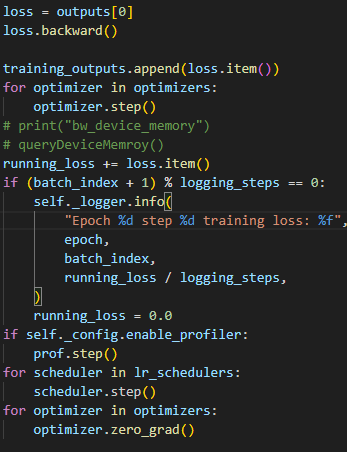 loss = outputs[0]
loss.backward()
training_outputs.append(loss.item())
for optimizer in optimizers:
    optimizer.step()
# print("bw_device_memory")
# queryDeviceMemroy()
running_loss += loss.item()
if (batch_index + 1) % logging_steps == 0:
    self._logger.info(
        "Epoch %d step %d training loss: %f",
        epoch,
        batch_index,
        running_loss / logging_steps,
    )
    running_loss = 0.0
if self._config.enable_profiler:
    prof.step()
for scheduler in lr_schedulers:
    scheduler.step()
for optimizer in optimizers:
    optimizer.zero_grad()